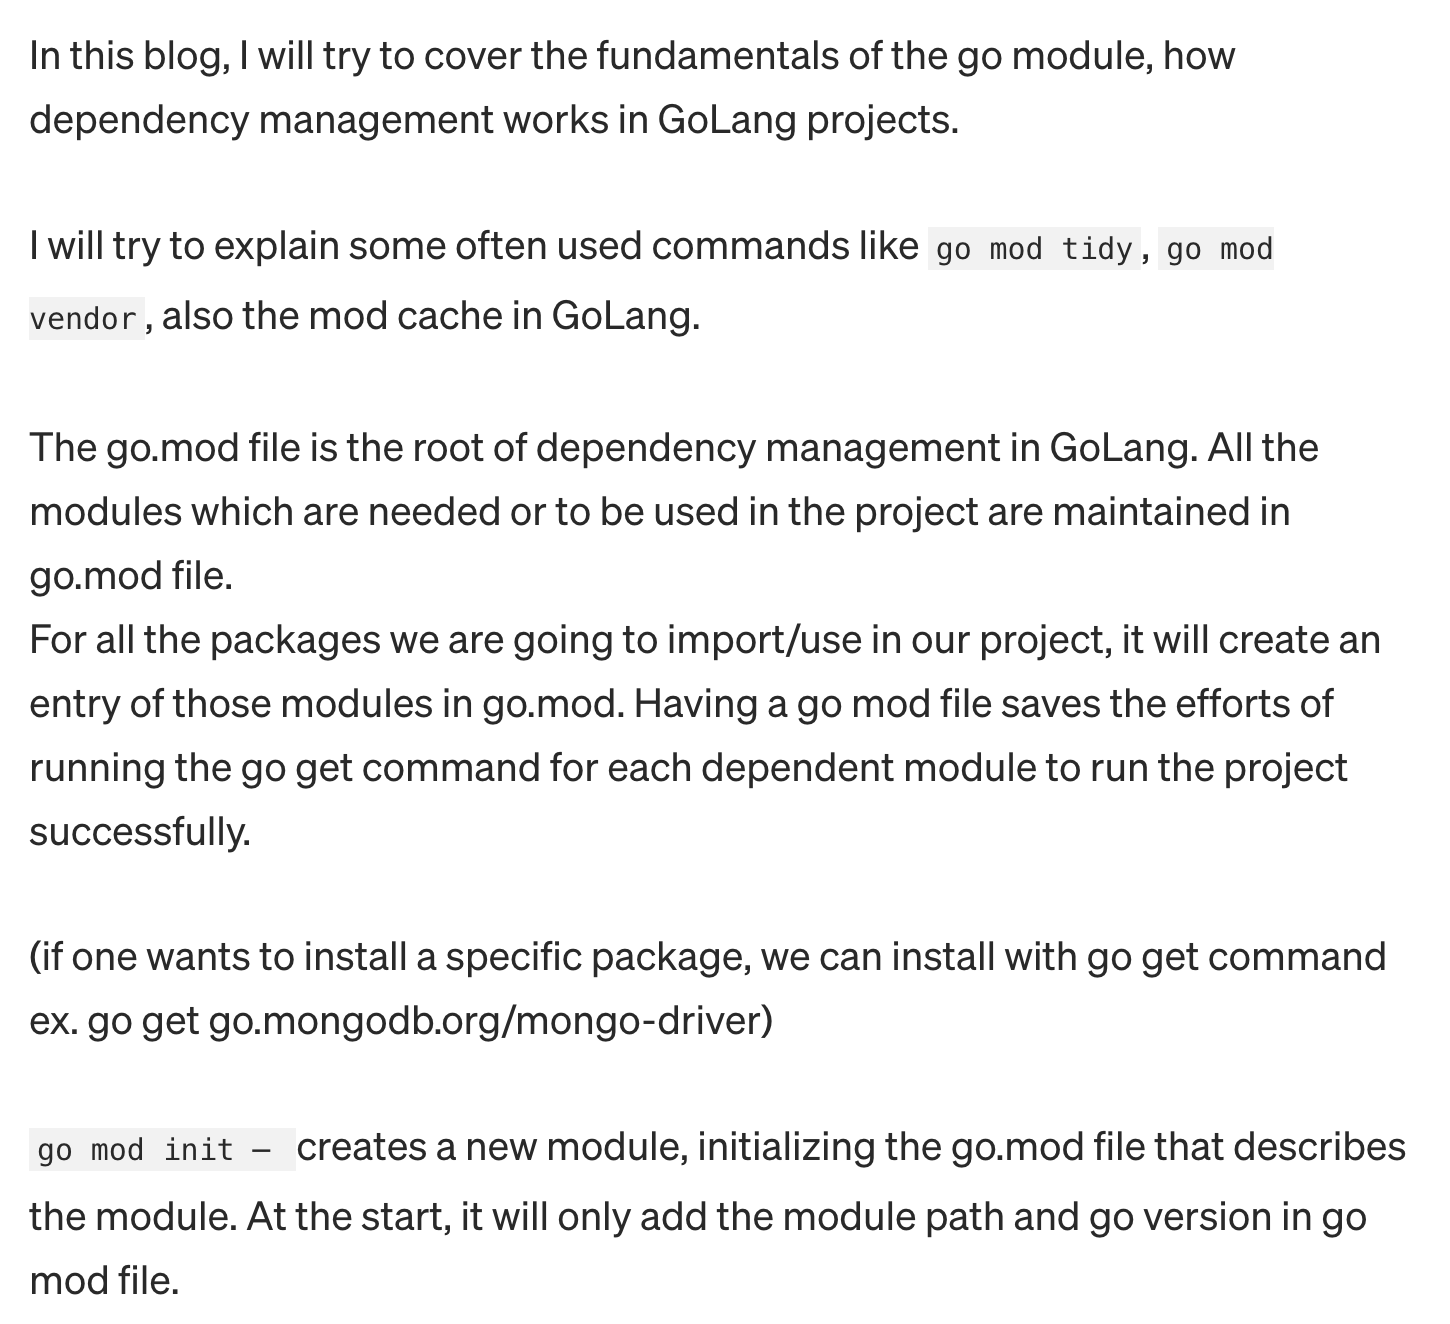 In this blog, I will try to cover the fundamentals of the go module, how
dependency management works in GoLang projects.
I will try to explain some often used commands like go mod tidy, go mod
vendor, also the mod cache in GoLang.
The go.mod file is the root of dependency management in GoLang. All the
modules which are needed or to be used in the project are maintained in
go.mod file.
For all the packages we are going to import/use in our project, it will create an
entry of those modules in go.mod. Having a go mod file saves the efforts of
running the go get command for each dependent module to run the project
successfully.
(if one wants to install a specific package, we can install with go get command
ex. go get go.mongodb.org/mongo-driver)
go mod init — creates a new module, initializing the go.mod file that describes
the module. At the start, it will only add the module path and go version in go
mod file.